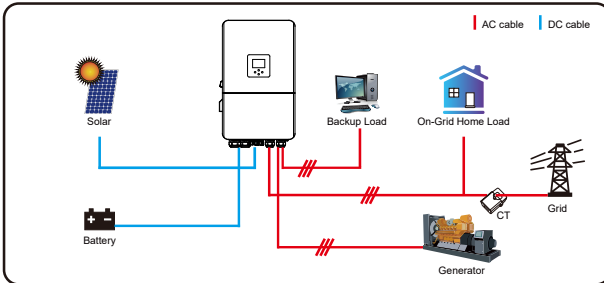 AC cable DC cable
Solar
Backup Load
On-Grid Home Load
Battery
CT
Grid
Generator